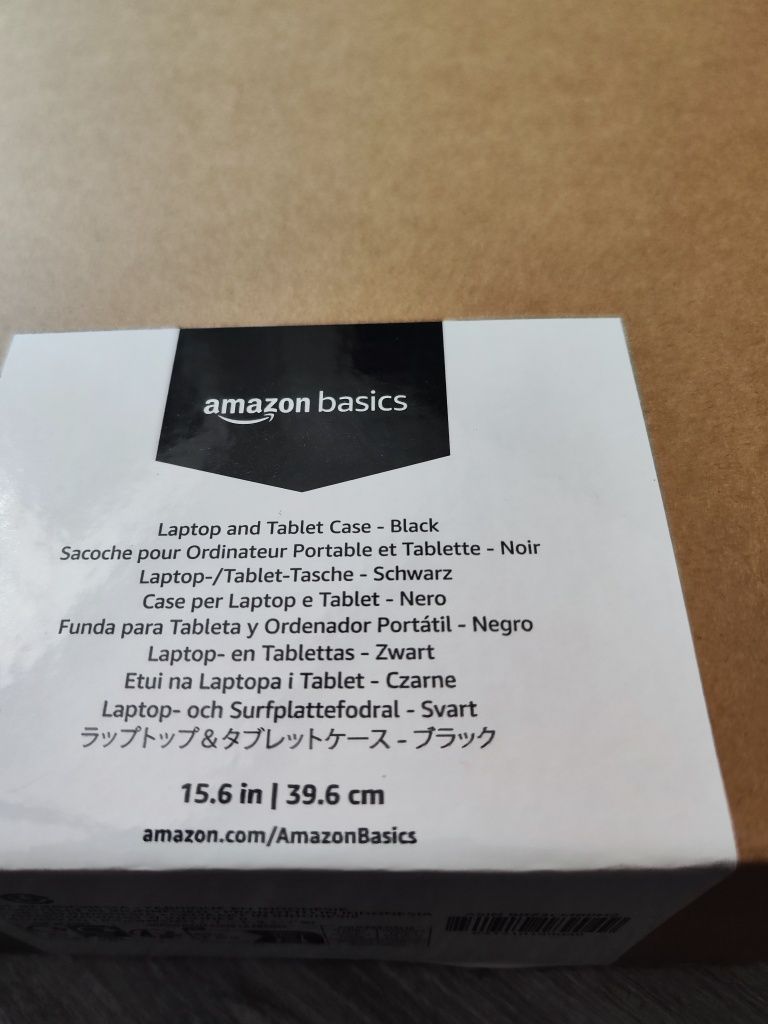 amazon basics
Laptop and Tablet Case - Black
Sacoche pour Ordinateur Portable et Tablette - Noir
Laptop-/Tablet-Tasche - Schwarz
Case per Laptop e Tablet - Nero
Funda para Tableta y Ordenador Portátil - Negro
Laptop- en Tablettas - Zwart
Etui na Laptopa i Tablet - Czarne
Laptop- och Surfplattefodral - Svart
ラップトップ&タブレットケース - ブラック
15.6 in | 39.6 cm
amazon.com/AmazonBasics